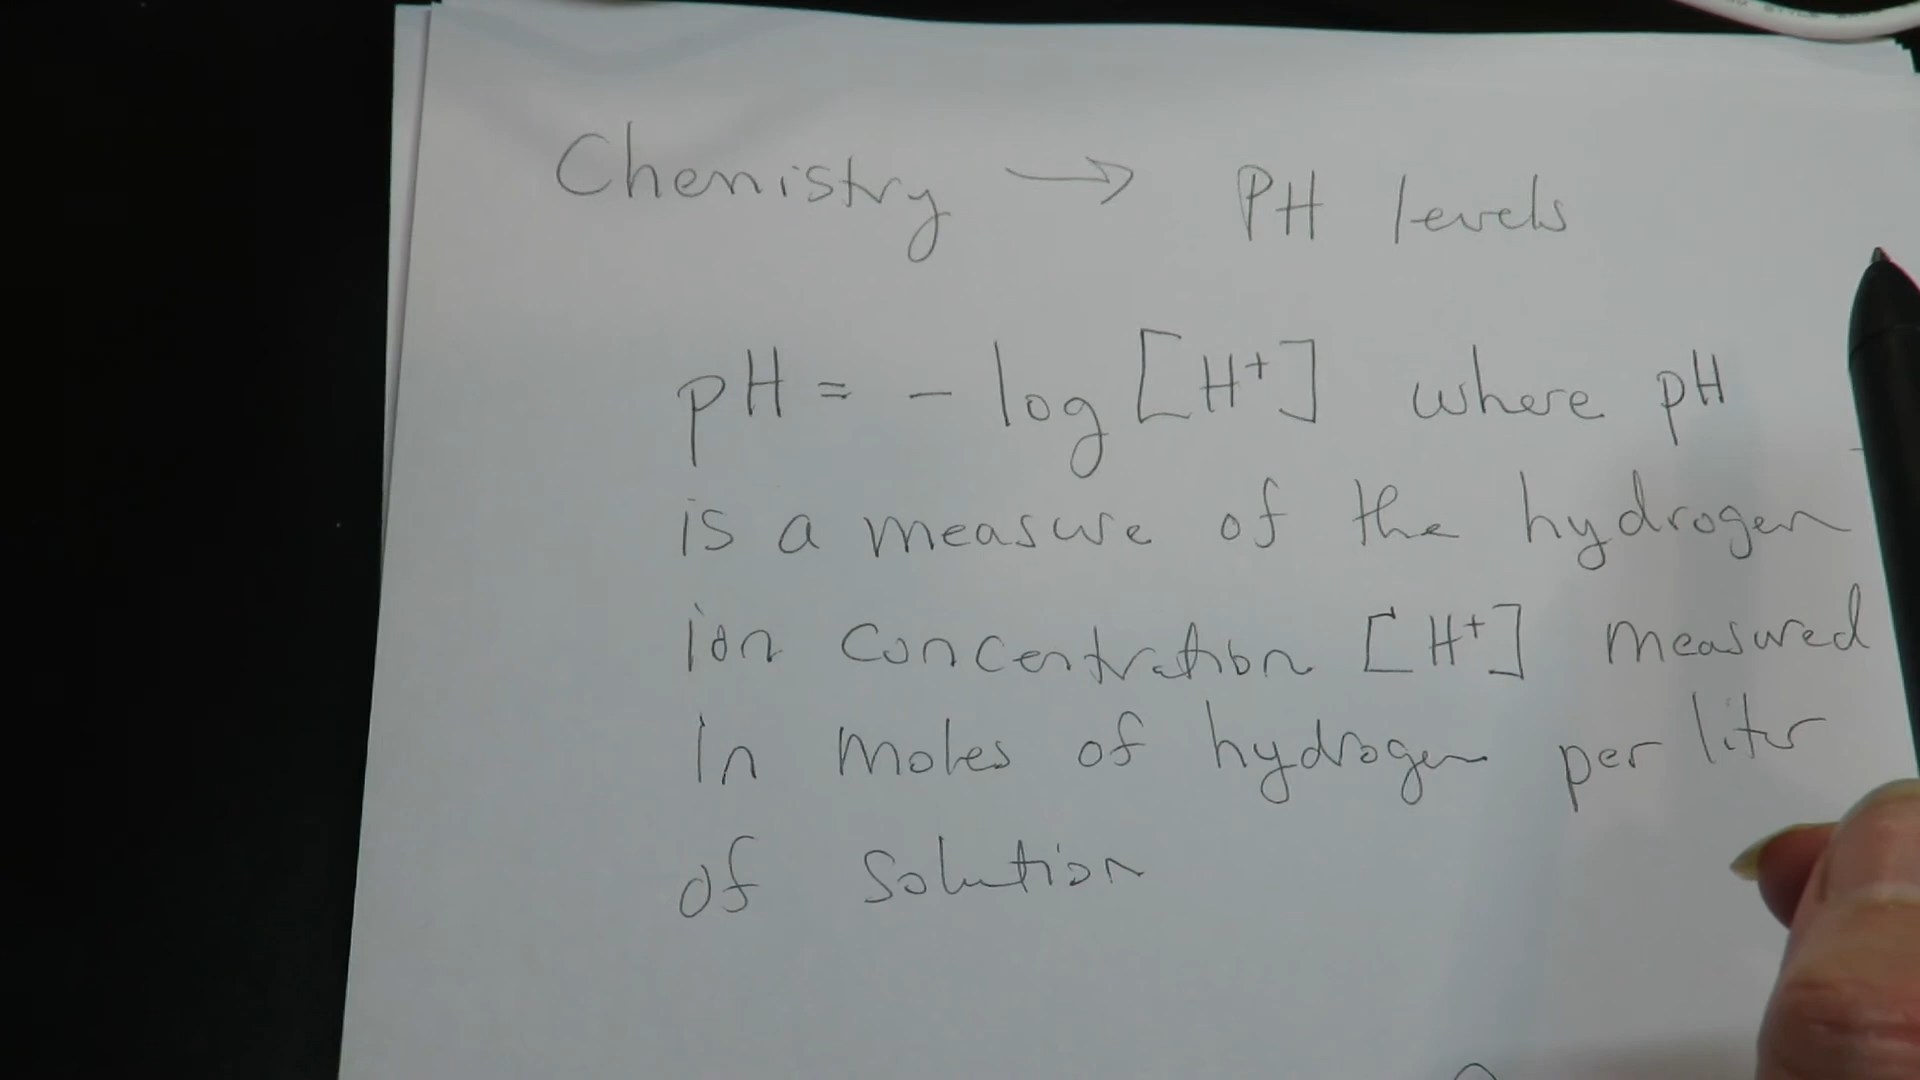 Chemistry → PH levels
pH = - log [H⁺] where pH
is a measure of the hydrogen
ion concentration [H⁺] measured
in moles of hydrogen per liter
of solution